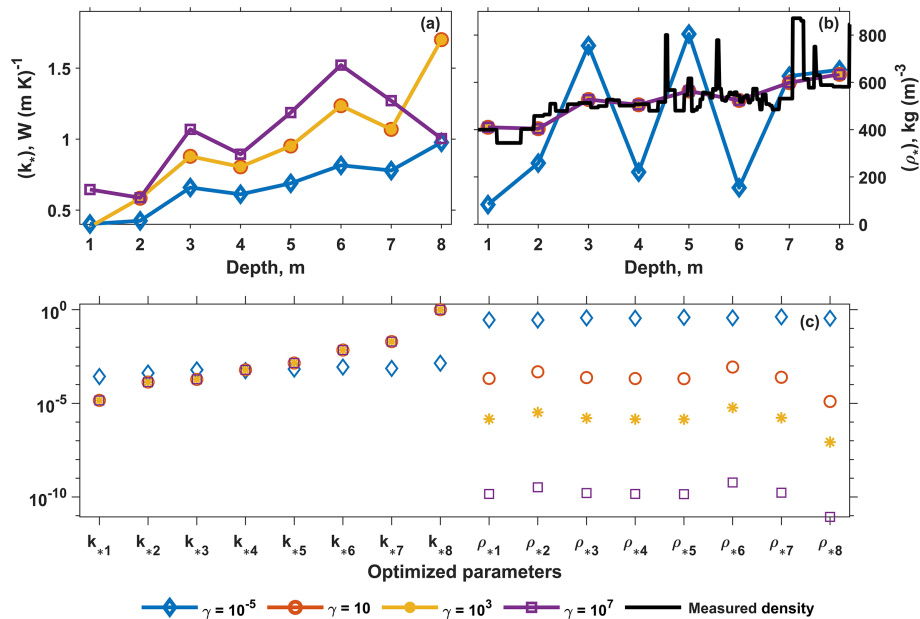 (a)
(b)
(k*), W (m K)⁻¹
1.5
1
0.5
1 2 3 4 5 6 7 8
Depth, m
800
600
400
200
0
(ρ*), kg (m)⁻³
1 2 3 4 5 6 7 8
Depth, m
(c)
10⁰
10⁻⁵
10⁻¹⁰
k*1 k*2 k*3 k*4 k*5 k*6 k*7 k*8 ρ*1 ρ*2 ρ*3 ρ*4 ρ*5 ρ*6 ρ*7 ρ*8
Optimized parameters
γ = 10⁻⁵ γ = 10 γ = 10³ γ = 10⁷ Measured density